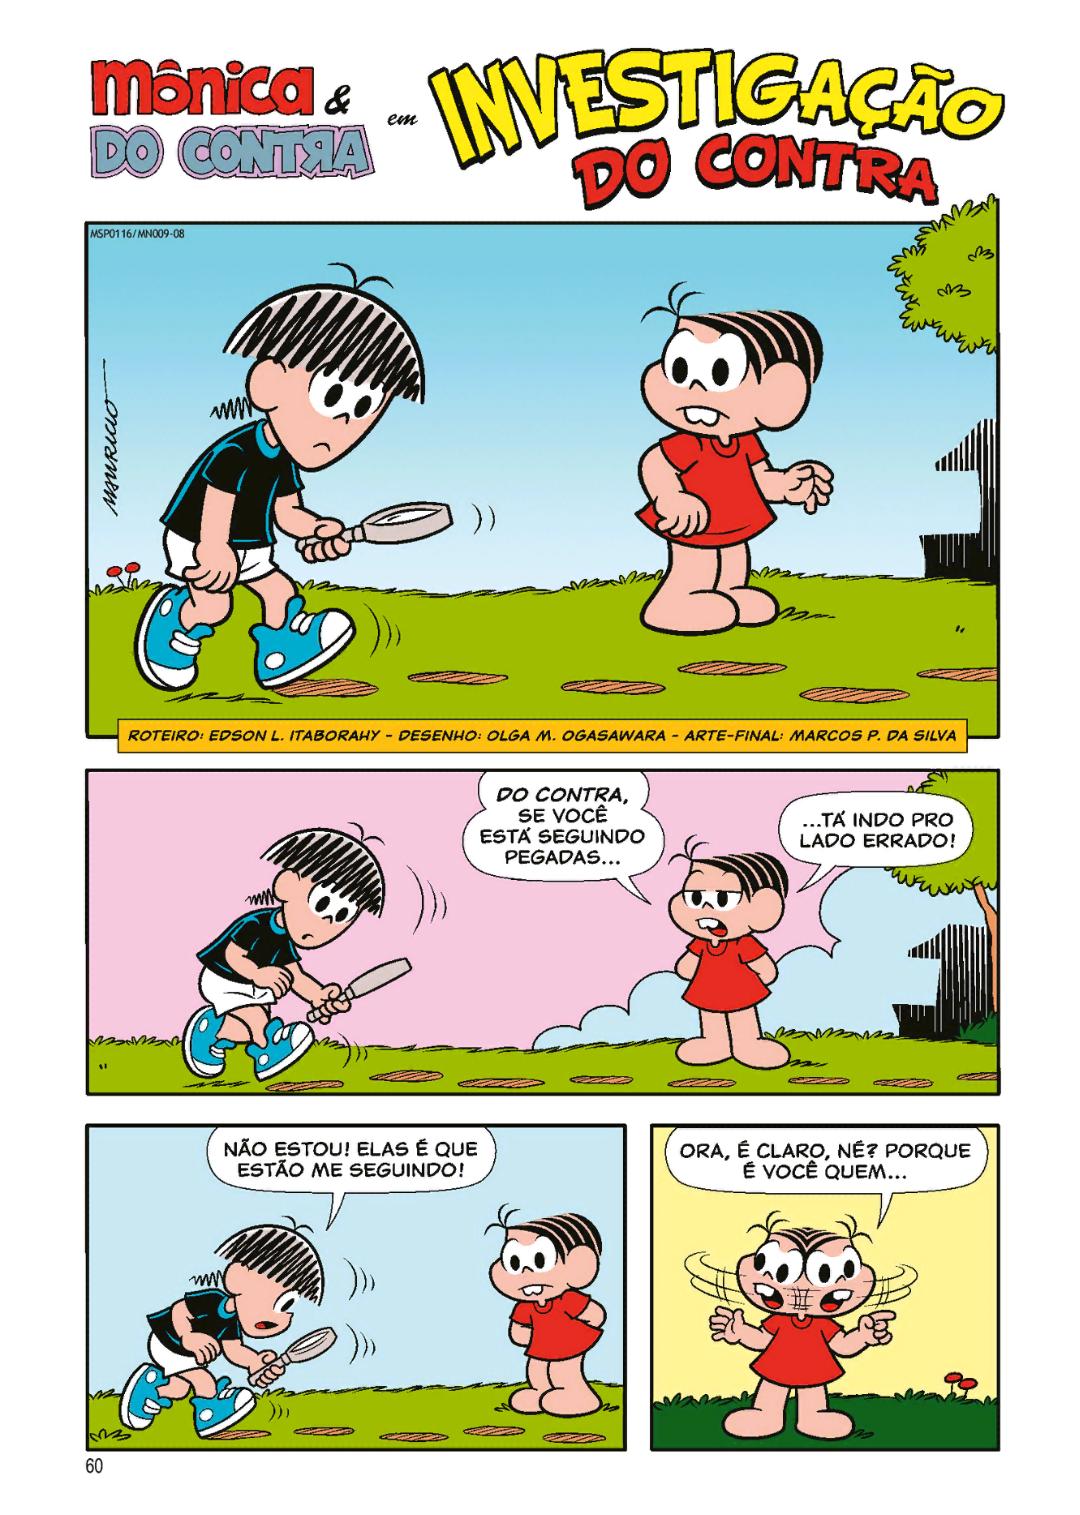 Mônica &
DO CONTRA
em
INVESTIGAÇÃO
DO CONTRA
MSP0116/MN009-08
MAURICIO
ROTEIRO: EDSON L. ITABORAHY - DESENHO: OLGA M. OGASAWARA - ARTE-FINAL: MARCOS P. DA SILVA
DO CONTRA,
SE VOCÊ
ESTÁ SEGUINDO
PEGADAS...
...TÁ INDO PRO
LADO ERRADO!
NÃO ESTOU! ELAS É QUE
ESTÃO ME SEGUINDO!
ORA, É CLARO, NÉ? PORQUE
É VOCÊ QUEM...
60